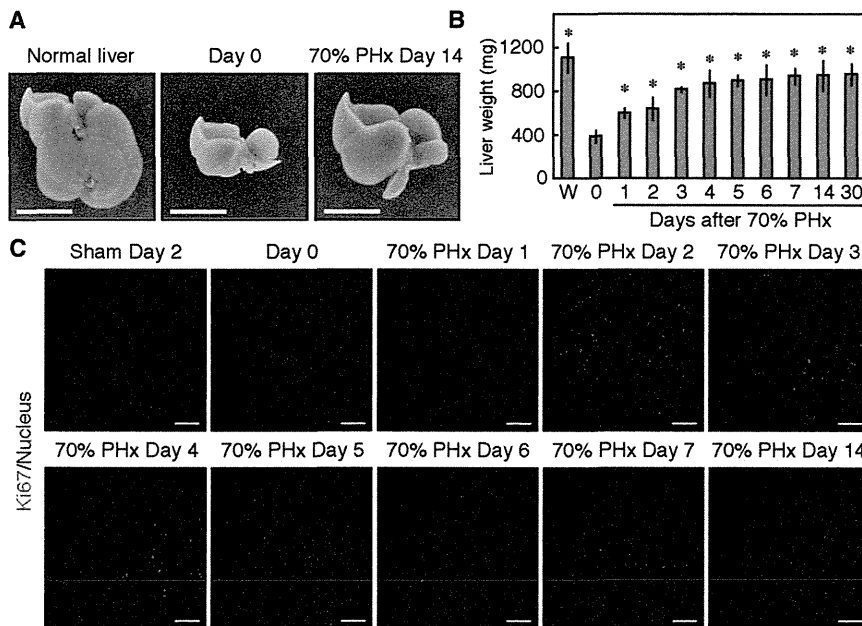 A
Normal liver
Day 0
70% PHx Day 14
B
Liver weight (mg)
1200
800
400
0
* * * * * * * * * * *
W 0 1 2 3 4 5 6 7 14 30
Days after 70% PHx
C
Sham Day 2
Day 0
70% PHx Day 1
70% PHx Day 2
70% PHx Day 3
Ki67/Nucleus
70% PHx Day 4
70% PHx Day 5
70% PHx Day 6
70% PHx Day 7
70% PHx Day 14